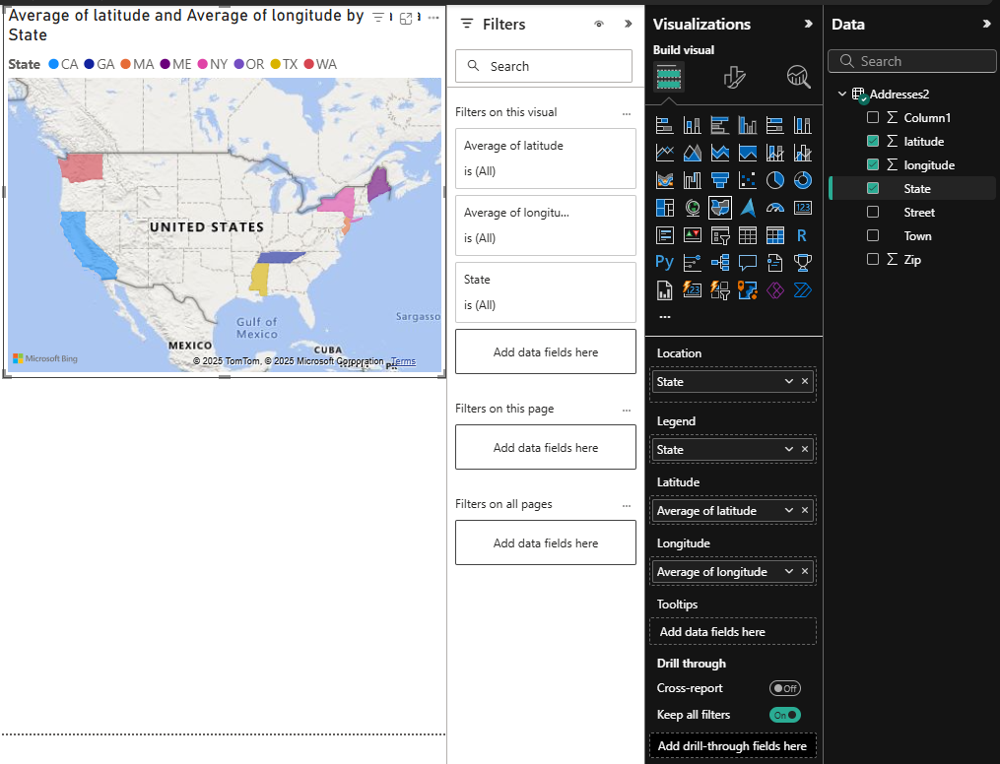 Average of latitude and Average of longitude by
State
State CA GA MA ME NY OR TX WA
UNITED STATES
Gulf of
Mexico
Sargasso
MEXICO
CUBA
Microsoft Bing
© 2025 TomTom, © 2025 Microsoft Corporation Terms
Filters
Search
Filters on this visual
Average of latitude
is (All)
Average of longitu...
is (All)
State
is (All)
Add data fields here
Filters on this page
Add data fields here
Filters on all pages
Add data fields here
Visualizations
Build visual
123
R
Py
123
Location
State
Legend
State
Latitude
Average of latitude
Longitude
Average of longitude
Tooltips
Add data fields here
Drill through
Cross-report
Off
Keep all filters
On
Add drill-through fields here
Data
Search
Addresses2
Column1
latitude
longitude
State
Street
Town
Zip